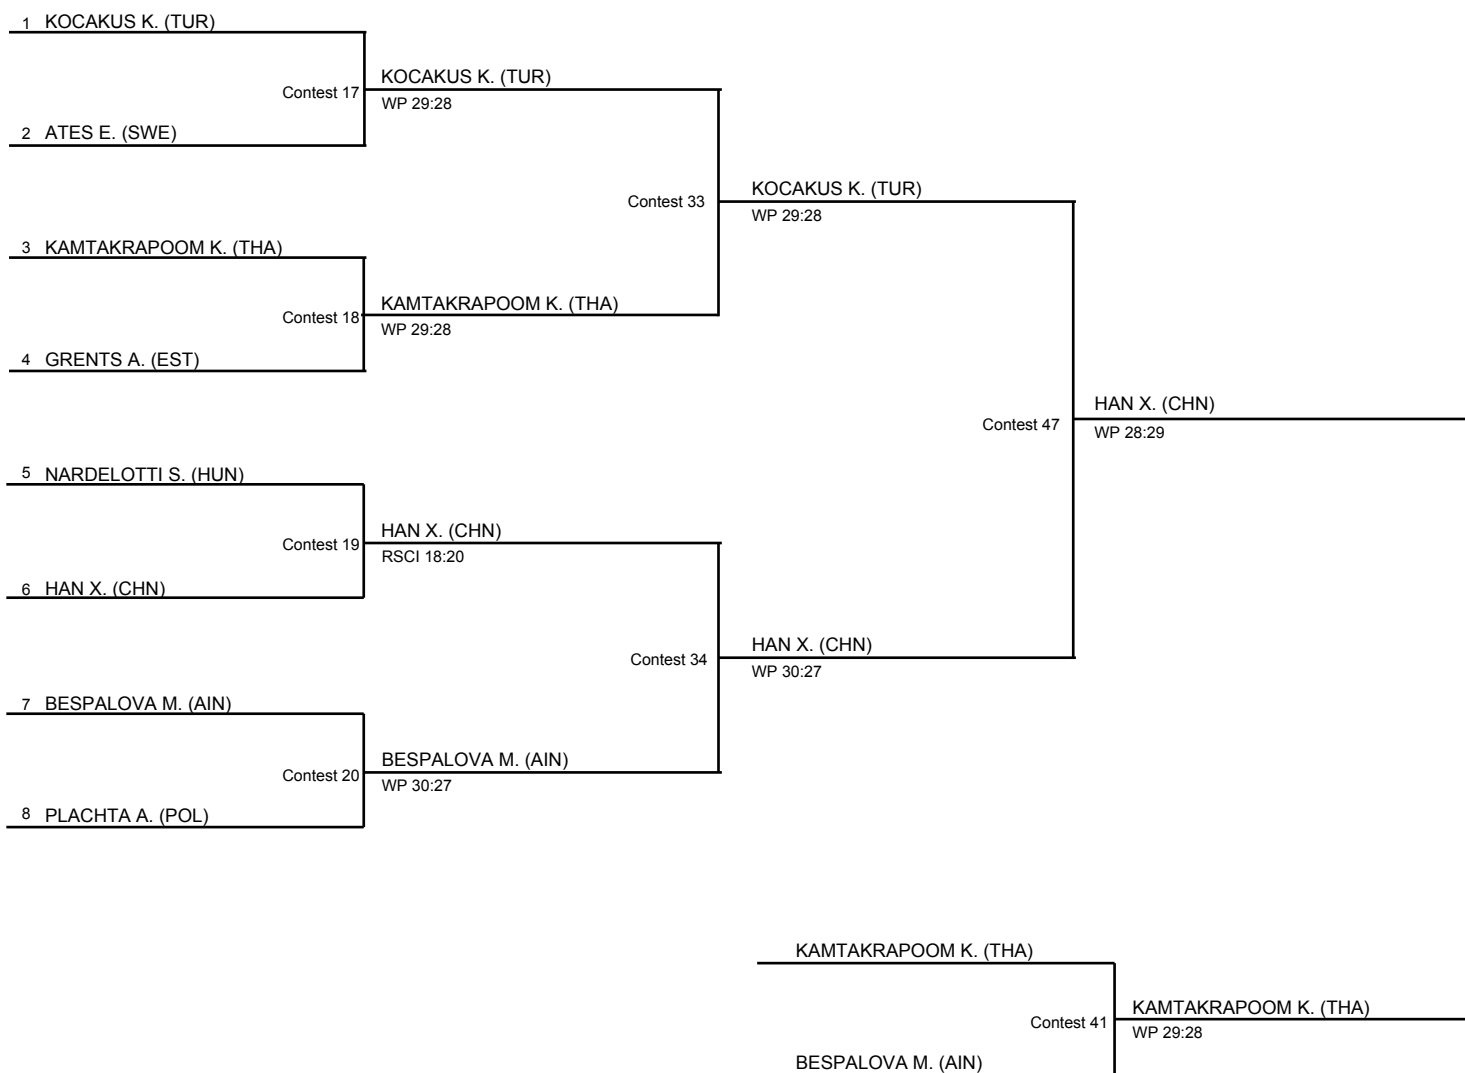 1 KOCAKUS K. (TUR)
KOCAKUS K. (TUR)
Contest 17
WP 29:28
2 ATES E. (SWE)
KOCAKUS K. (TUR)
Contest 33
WP 29:28
3 KAMTAKRAPOOM K. (THA)
KAMTAKRAPOOM K. (THA)
Contest 18
WP 29:28
4 GRENTS A. (EST)
HAN X. (CHN)
Contest 47
WP 28:29
5 NARDELOTTI S. (HUN)
HAN X. (CHN)
Contest 19
RSCI 18:20
6 HAN X. (CHN)
HAN X. (CHN)
Contest 34
WP 30:27
7 BESPALOVA M. (AIN)
BESPALOVA M. (AIN)
Contest 20
WP 30:27
8 PLACHTA A. (POL)
KAMTAKRAPOOM K. (THA)
KAMTAKRAPOOM K. (THA)
Contest 41
WP 29:28
BESPALOVA M. (AIN)